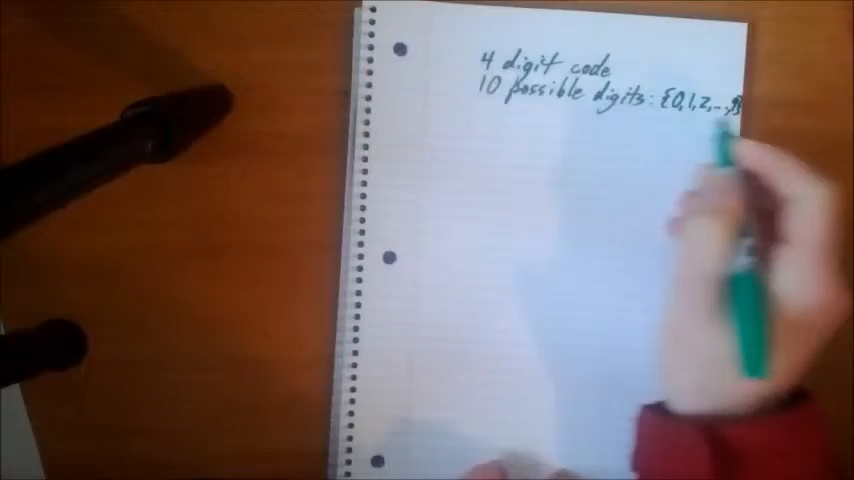 4 digit code
10 possible digits: {0,1,2,...,9}